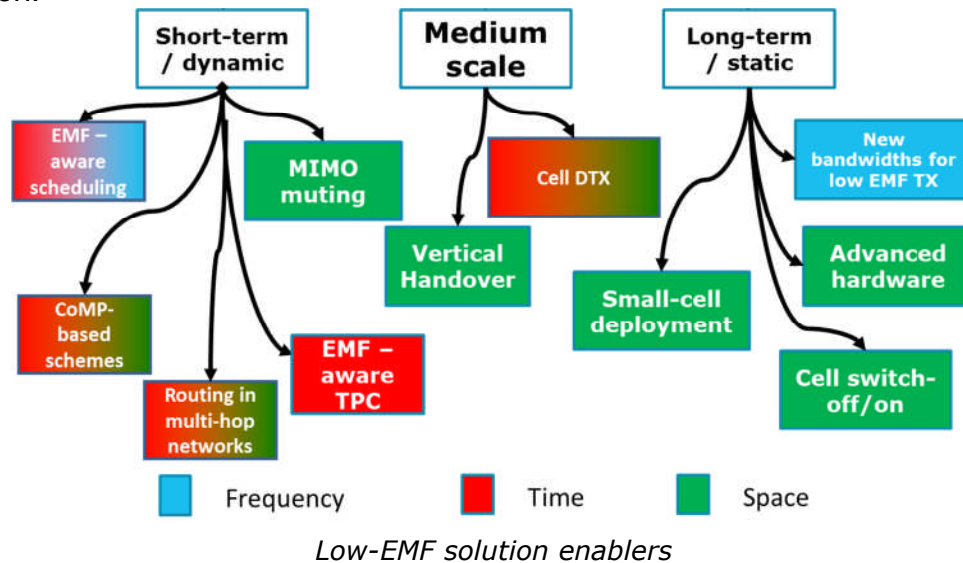 Short-term
/ dynamic
Medium
scale
Long-term
/ static
EMF –
aware
scheduling
MIMO
muting
Cell DTX
New
bandwidths for
low EMF TX
Vertical
Handover
Advanced
hardware
Small-cell
deployment
CoMP-
based
schemes
EMF –
aware
TPC
Routing in
multi-hop
networks
Cell switch-
off/on
Frequency
Time
Space
Low-EMF solution enablers